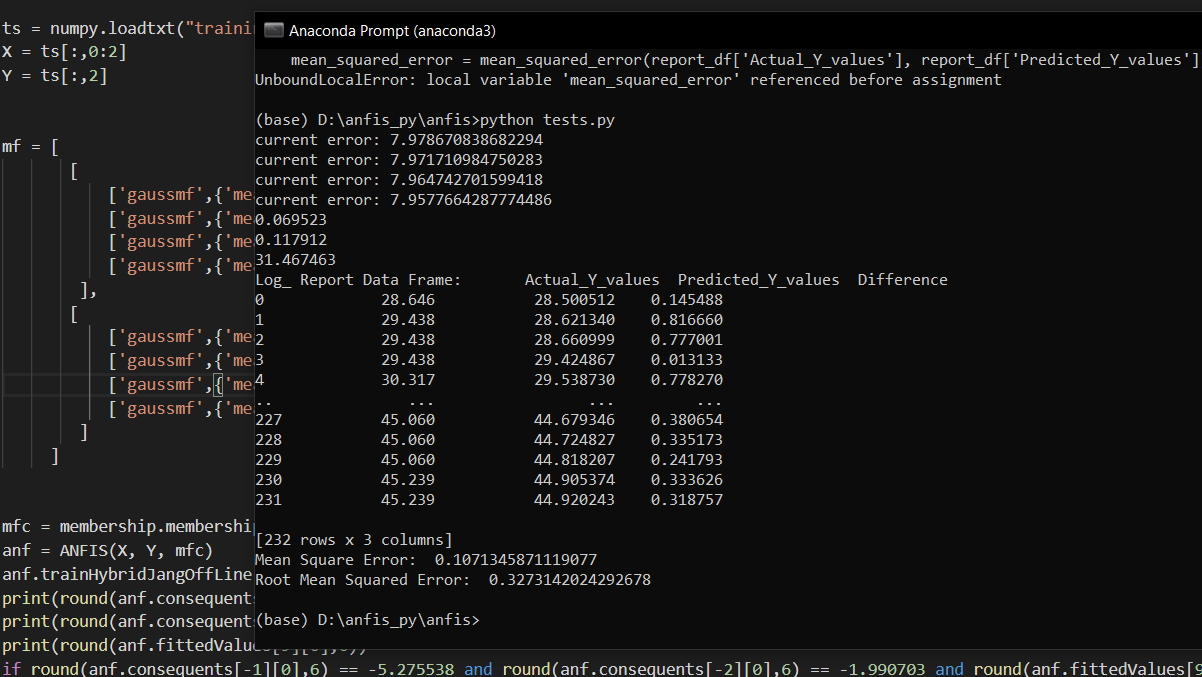 ts = numpy.loadtxt("traini
X = ts[:,0:2]
Y = ts[:,2]
mf = [
[
['gaussmf',{'me
['gaussmf',{'me
['gaussmf',{'me
['gaussmf',{'me
],
[
['gaussmf',{'me
['gaussmf',{'me
['gaussmf',{'me
['gaussmf',{'me
]
]
mfc = membership.membership
anf = ANFIS(X, Y, mfc)
anf.trainHybridJangOffLine
print(round(anf.consequents
print(round(anf.consequents
print(round(anf.fittedValues[9][0],6))
if round(anf.consequents[-1][0],6) == -5.275538 and round(anf.consequents[-2][0],6) == -1.990703 and round(anf.fittedValues[9
Anaconda Prompt (anaconda3)
mean_squared_error = mean_squared_error(report_df['Actual_Y_values'], report_df['Predicted_Y_values']
UnboundLocalError: local variable 'mean_squared_error' referenced before assignment
(base) D:\anfis_py\anfis>python tests.py
current error: 7.978670838682294
current error: 7.971710984750283
current error: 7.964742701599418
current error: 7.9577664287774486
0.069523
0.117912
31.467463
Log_ Report Data Frame: Actual_Y_values Predicted_Y_values Difference
0 28.646 28.500512 0.145488
1 29.438 28.621340 0.816660
2 29.438 28.660999 0.777001
3 29.438 29.424867 0.013133
4 30.317 29.538730 0.778270
.. ... ... ...
227 45.060 44.679346 0.380654
228 45.060 44.724827 0.335173
229 45.060 44.818207 0.241793
230 45.239 44.905374 0.333626
231 45.239 44.920243 0.318757
[232 rows x 3 columns]
Mean Square Error: 0.1071345871119077
Root Mean Squared Error: 0.3273142024292678
(base) D:\anfis_py\anfis>